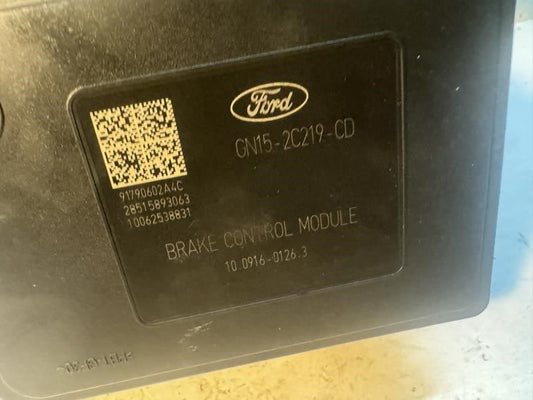 Ford
GN15-2C219-CD
91790602A4C
28515893063
10062538831
BRAKE CONTROL MODULE
10.0916-0126.3